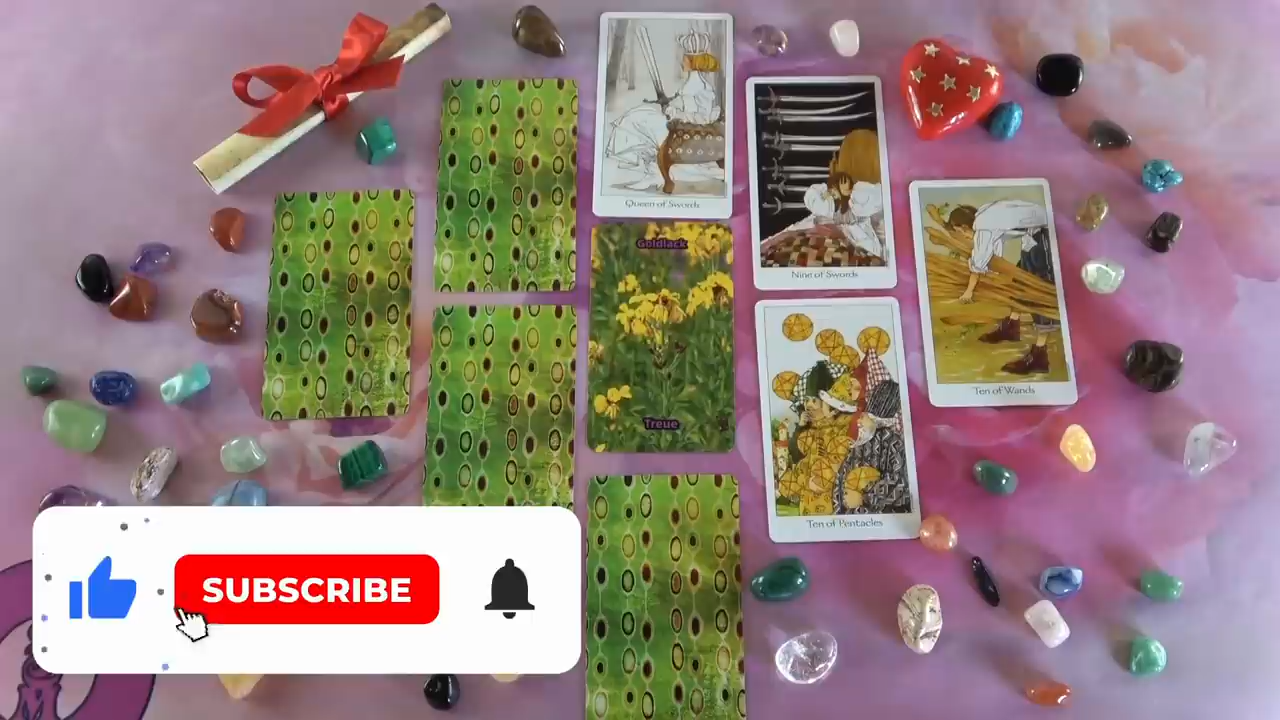 Queen of Swords
Nine of Swords
Goldlack
Ten of Wands
Treue
Ten of Pentacles
SUBSCRIBE